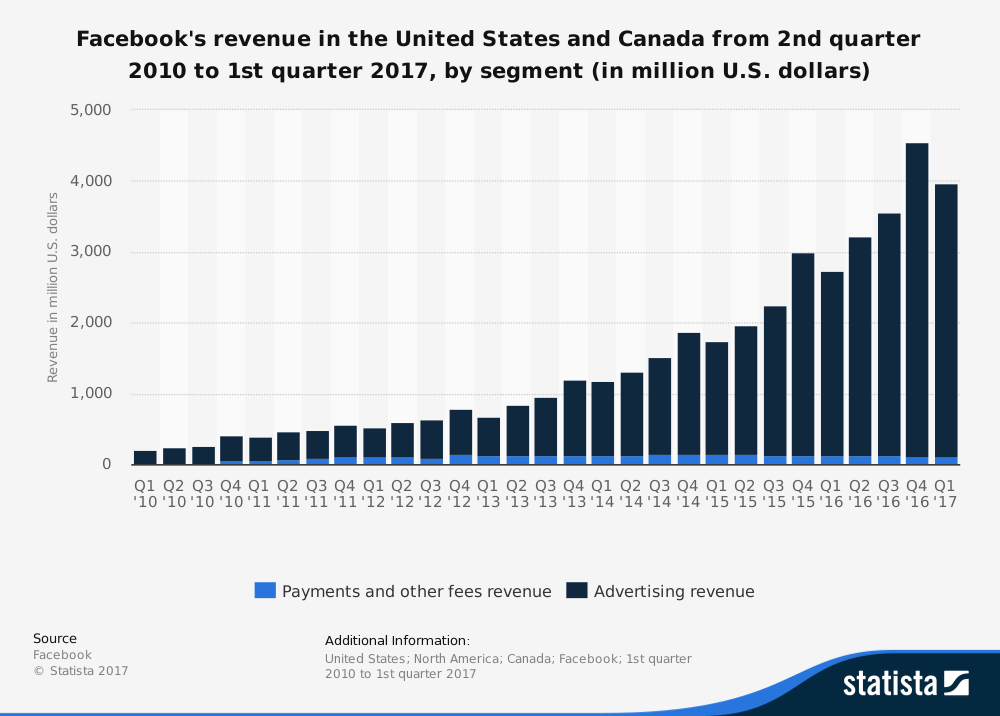 Facebook's revenue in the United States and Canada from 2nd quarter
2010 to 1st quarter 2017, by segment (in million U.S. dollars)
Revenue in million U.S. dollars
5,000
4,000
3,000
2,000
1,000
0
Q1 Q2 Q3 Q4 Q1 Q2 Q3 Q4 Q1 Q2 Q3 Q4 Q1 Q2 Q3 Q4 Q1 Q2 Q3 Q4 Q1 Q2 Q3 Q4 Q1 Q2 Q3 Q4 Q1
'10 '10 '10 '10 '11 '11 '11 '11 '12 '12 '12 '12 '13 '13 '13 '13 '14 '14 '14 '14 '15 '15 '15 '15 '16 '16 '16 '16 '17
Payments and other fees revenue Advertising revenue
Source
Facebook
© Statista 2017
Additional Information:
United States; North America; Canada; Facebook; 1st quarter
2010 to 1st quarter 2017
statista